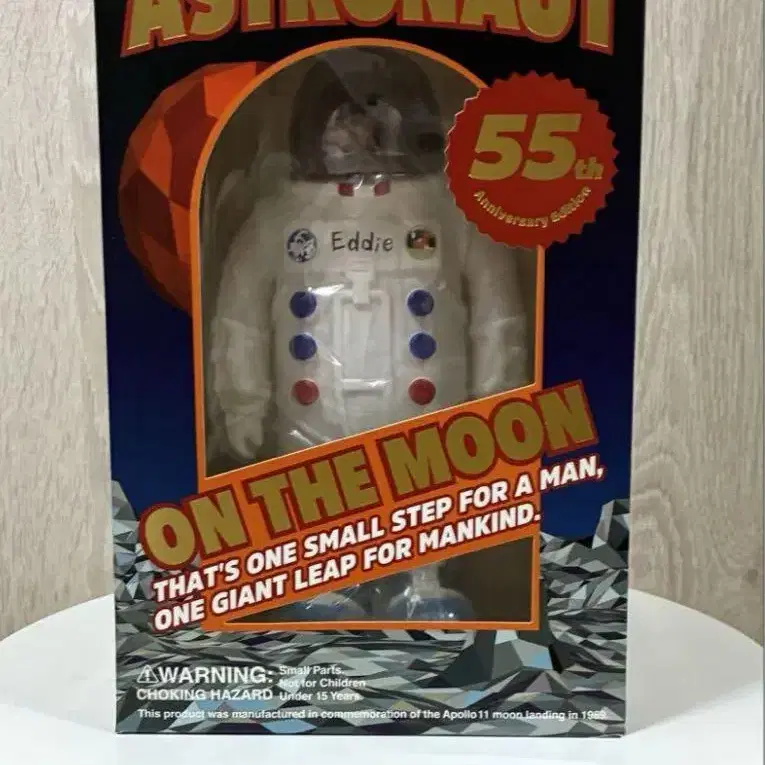 ASTRONAUT
55th
Anniversary Edition
Eddie
ON THE MOON
THAT'S ONE SMALL STEP FOR A MAN,
ONE GIANT LEAP FOR MANKIND.
⚠WARNING: Small Parts.
Not for Children
CHOKING HAZARD Under 15 Years
This product was manufactured in commemoration of the Apollo 11 moon landing in 1969.